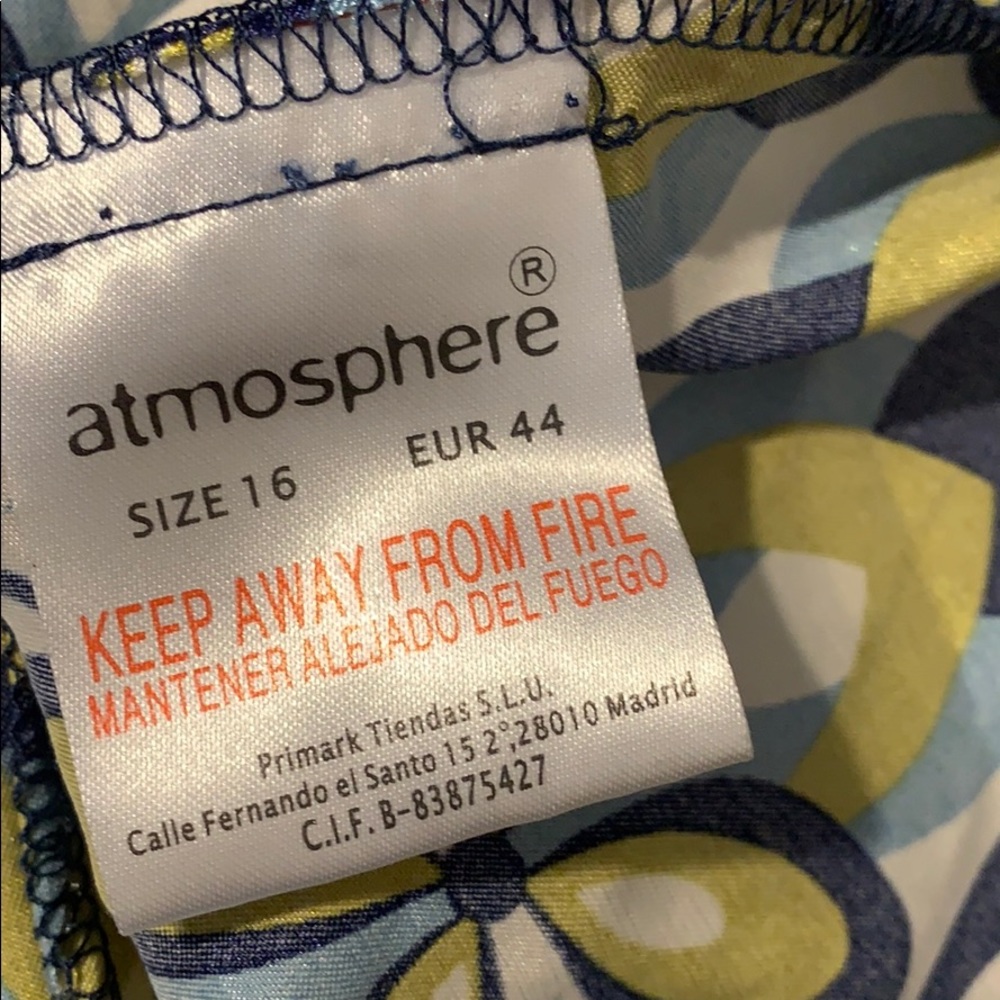 atmosphere ®
SIZE 16 EUR 44
KEEP AWAY FROM FIRE
MANTENER ALEJADO DEL FUEGO
Primark Tiendas S.L.U.
Calle Fernando el Santo 15 2°,28010 Madrid
C.I.F. B-83875427